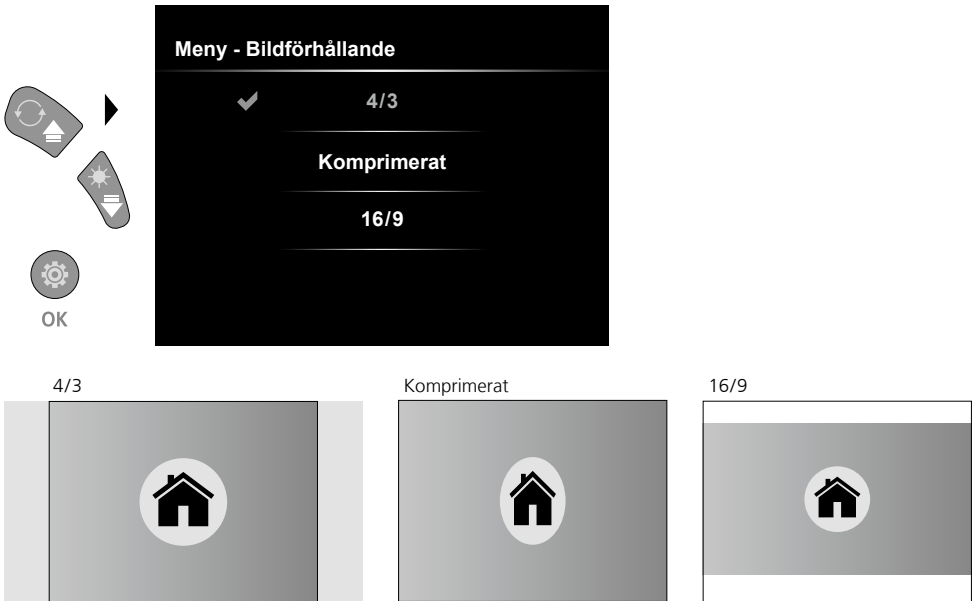 Meny - Bildförhållande
4/3
Komprimerat
16/9
OK
4/3
Komprimerat
16/9